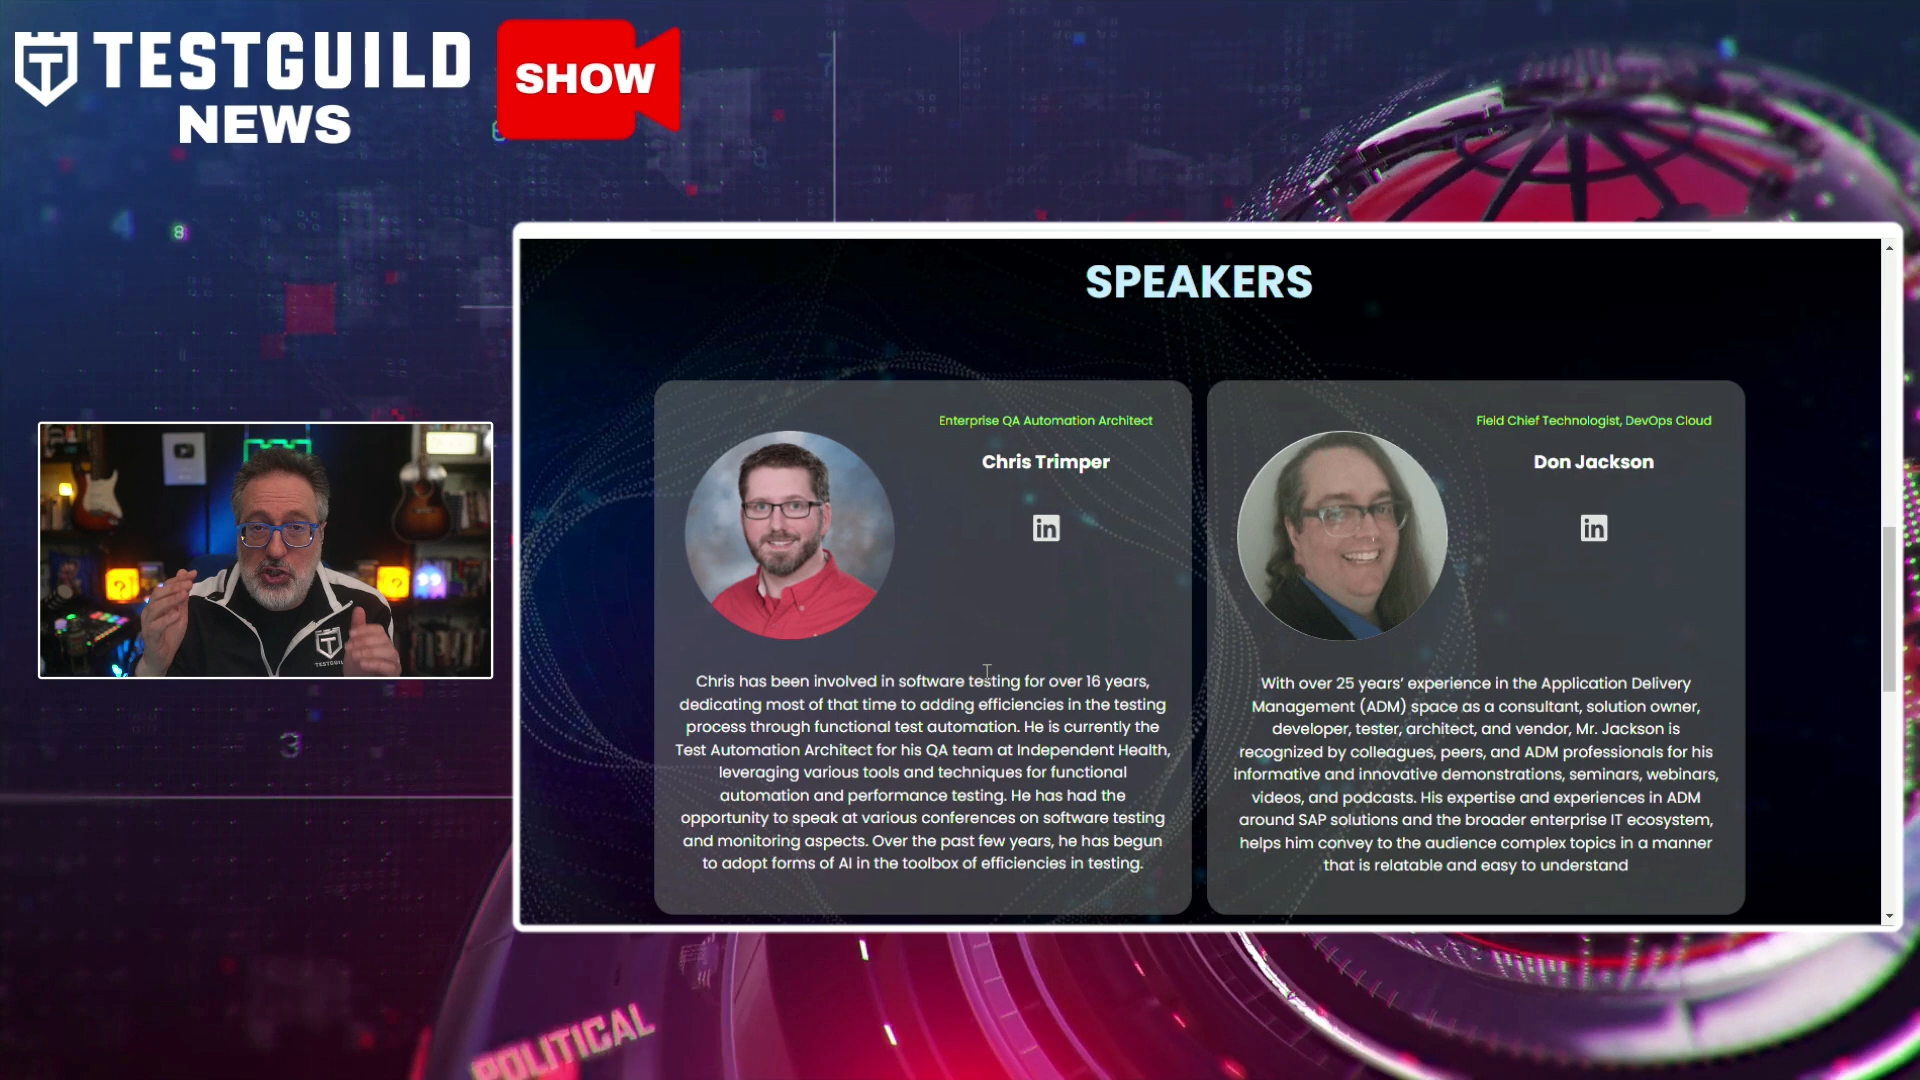 TESTGUILD
NEWS
SHOW
SPEAKERS
Enterprise QA Automation Architect
Chris Trimper
in
Chris has been involved in software testing for over 16 years,
dedicating most of that time to adding efficiencies in the testing
process through functional test automation. He is currently the
Test Automation Architect for his QA team at Independent Health,
leveraging various tools and techniques for functional
automation and performance testing. He has had the
opportunity to speak at various conferences on software testing
and monitoring aspects. Over the past few years, he has begun
to adopt forms of AI in the toolbox of efficiencies in testing.
Field Chief Technologist, DevOps Cloud
Don Jackson
in
With over 25 years’ experience in the Application Delivery
Management (ADM) space as a consultant, solution owner,
developer, tester, architect, and vendor, Mr. Jackson is
recognized by colleagues, peers, and ADM professionals for his
informative and innovative demonstrations, seminars, webinars,
videos, and podcasts. His expertise and experiences in ADM
around SAP solutions and the broader enterprise IT ecosystem,
helps him convey to the audience complex topics in a manner
that is relatable and easy to understand
4
8
3
POLITICAL